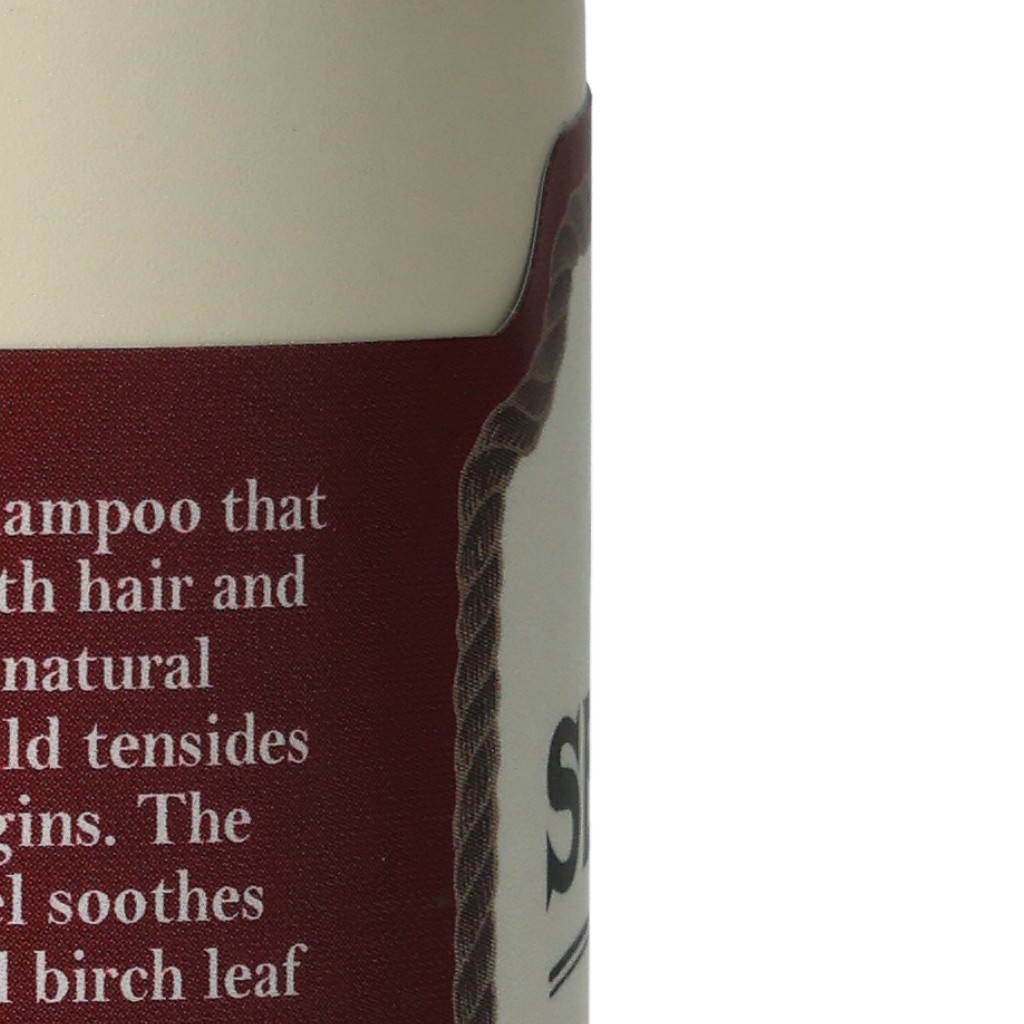 ampoo that
th hair and
natural
ld tensides
gins. The
el soothes
birch leaf
S